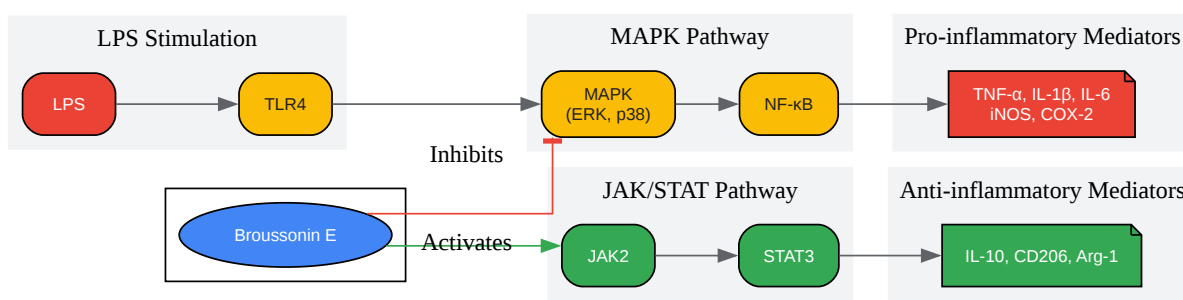 LPS Stimulation
MAPK Pathway
Pro-inflammatory Mediators
LPS
TLR4
MAPK
(ERK, p38)
NF-κB
TNF-α, IL-1β, IL-6
iNOS, COX-2
Inhibits
JAK/STAT Pathway
Anti-inflammatory Mediators
Broussonin E
Activates
JAK2
STAT3
IL-10, CD206, Arg-1